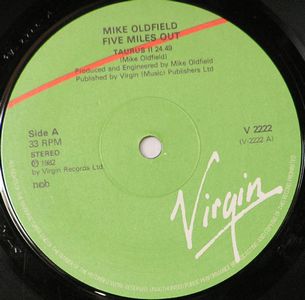 MIKE OLDFIELD
FIVE MILES OUT
TAURUS II 24.49
(Mike Oldfield)
Produced and Engineered by Mike Oldfield
Published by Virgin (Music) Publishers Ltd
Side A
33 RPM
STEREO
Ⓟ 1982
by Virgin Records Ltd
ncb
V 2222
(V-2222 A)
Virgin